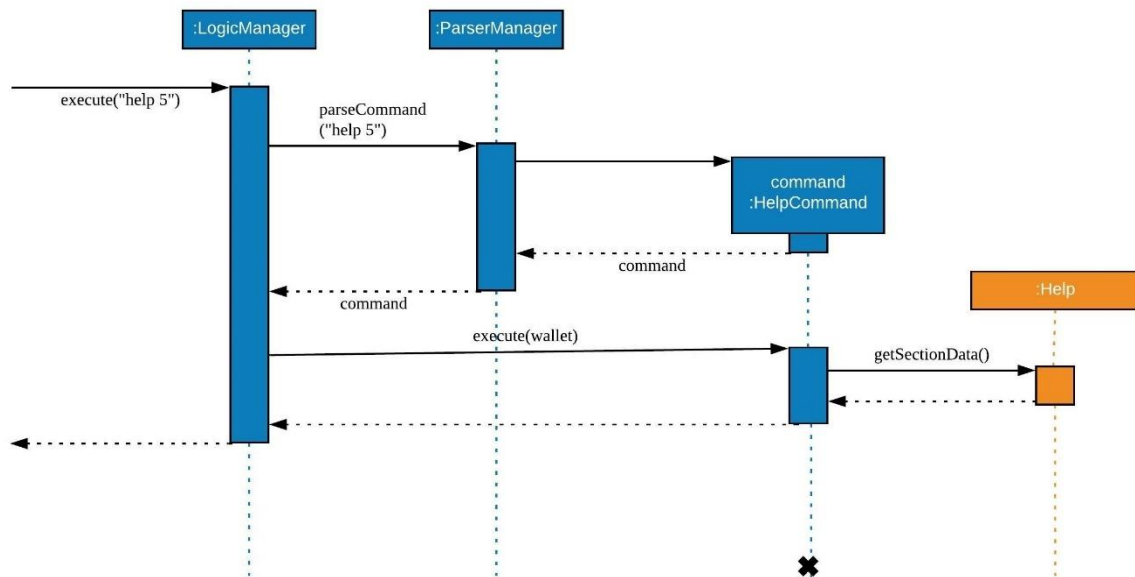 :LogicManager
:ParserManager
execute("help 5")
parseCommand
("help 5")
command
:HelpCommand
command
command
:Help
execute(wallet)
getSectionData()